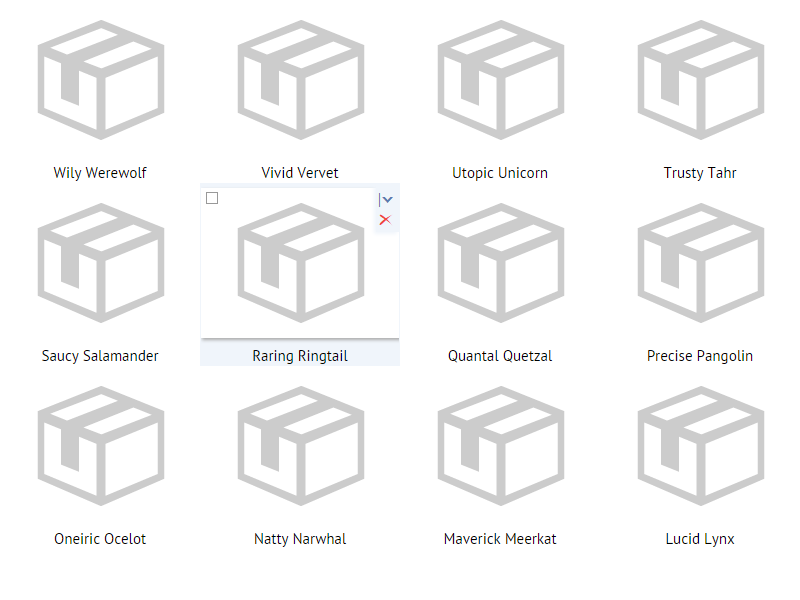 Wily Werewolf
Vivid Vervet
Utopic Unicorn
Trusty Tahr
Saucy Salamander
Raring Ringtail
Quantal Quetzal
Precise Pangolin
Oneiric Ocelot
Natty Narwhal
Maverick Meerkat
Lucid Lynx